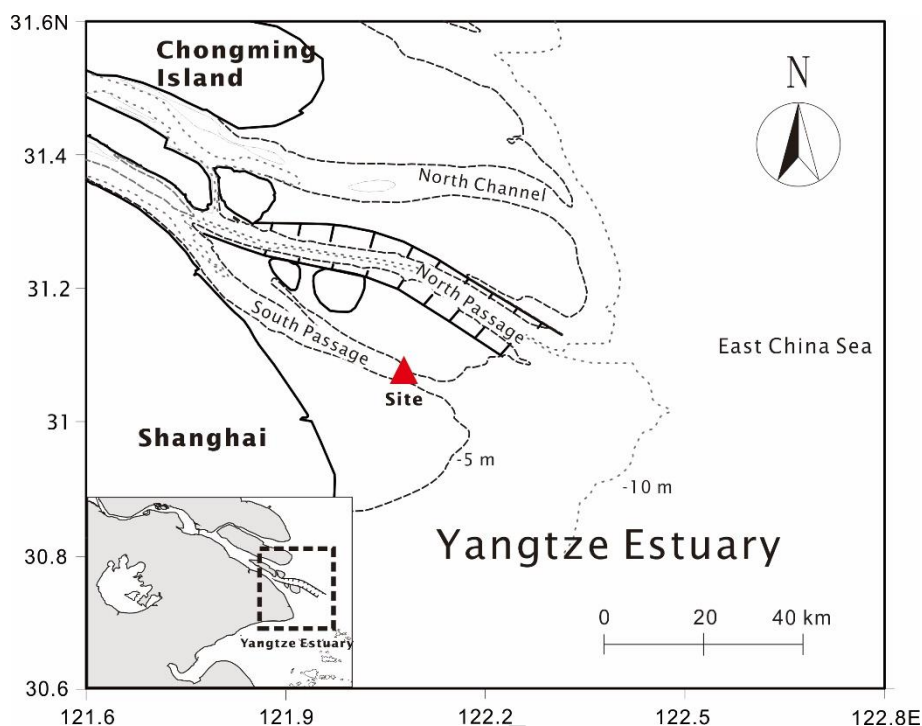 31.6N
Chongming
Island
N
31.4
North Channel
31.2
North Passage
South Passage
East China Sea
Site
31
Shanghai
-5 m
-10 m
Yangtze Estuary
30.8
0 20 40 km
Yangtze Estuary
30.6
121.6 121.9 122.2 122.5 122.8E